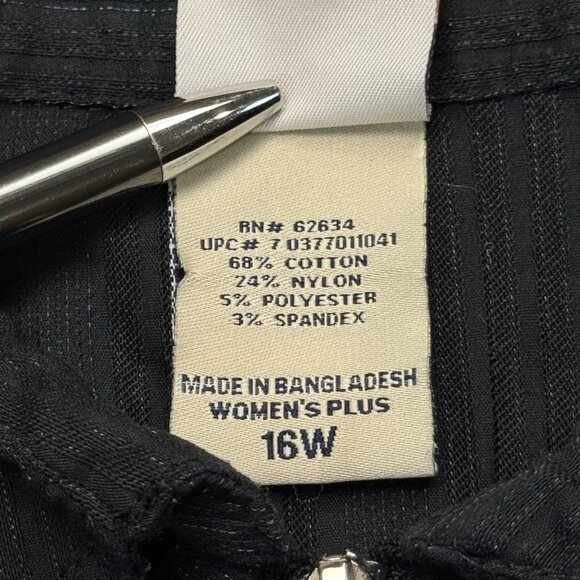 RN# 62634
UPC# 7 0377011041
68% COTTON
24% NYLON
5% POLYESTER
3% SPANDEX
MADE IN BANGLADESH
WOMEN'S PLUS
16W